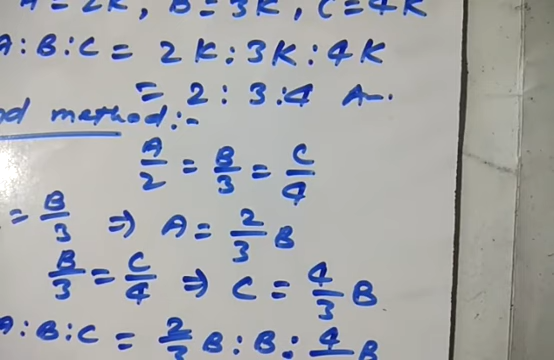 A = 2K, B = 3K, C = 4K
A : B : C = 2K : 3K : 4K
= 2 : 3 : 4 A—.
method :-
A/2 = B/3 = C/4
= B/3 ⇒ A = 2/3 B
B/3 = C/4 ⇒ C = 4/3 B
A : B : C = 2/3 B : B : 4/ B